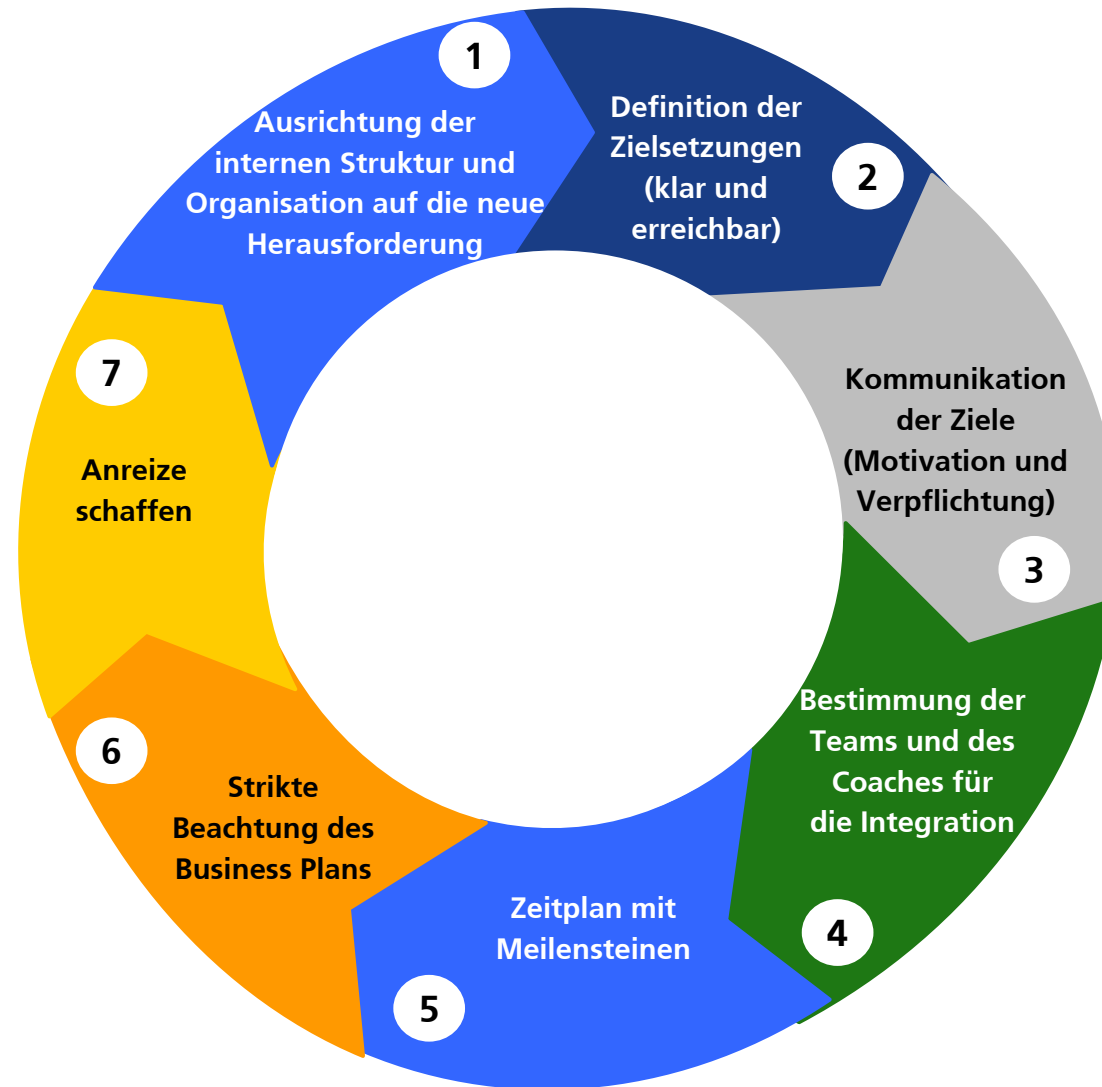 1
Ausrichtung der
internen Struktur und
Organisation auf die neue
Herausforderung
Definition der
Zielsetzungen
(klar und
erreichbar)
2
Kommunikation
der Ziele
(Motivation und
Verpflichtung)
3
Bestimmung der
Teams und des
Coaches für
die Integration
4
Zeitplan mit
Meilensteinen
5
6
Strikte
Beachtung des
Business Plans
7
Anreize
schaffen